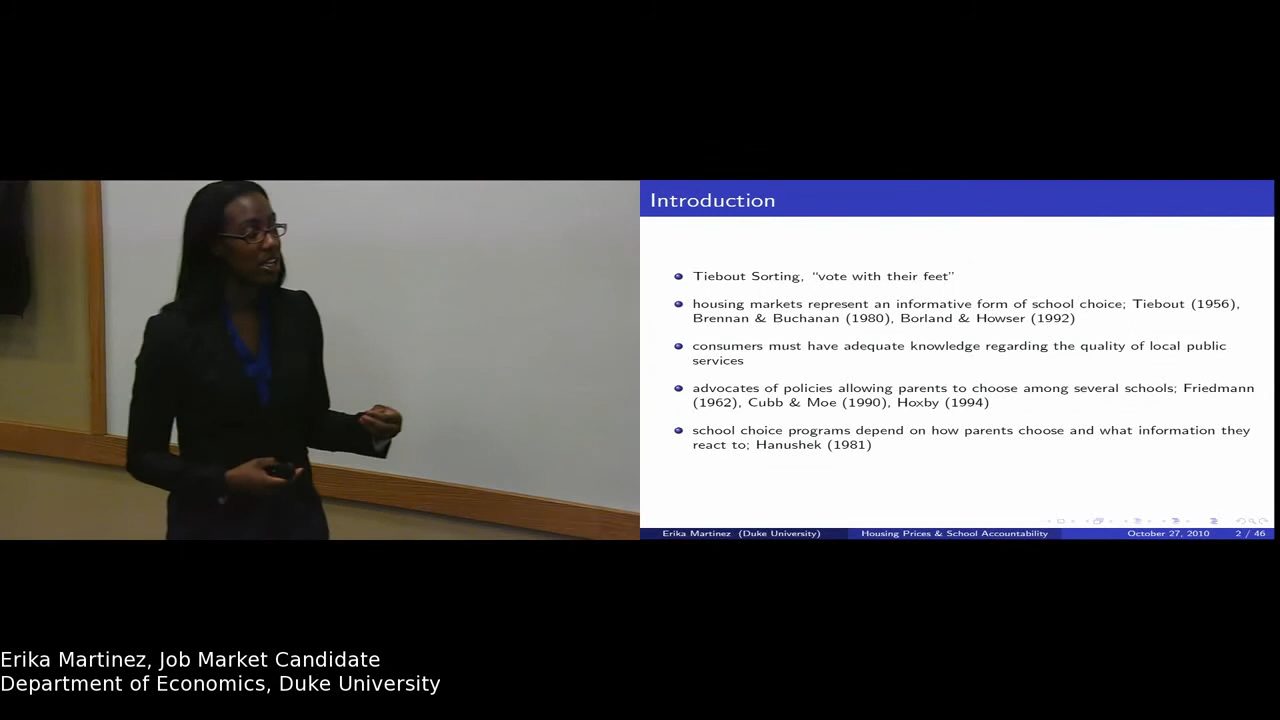 Introduction
Tiebout Sorting, “vote with their feet”
housing markets represent an informative form of school choice; Tiebout (1956),
Brennan & Buchanan (1980), Borland & Howser (1992)
consumers must have adequate knowledge regarding the quality of local public
services
advocates of policies allowing parents to choose among several schools; Friedmann
(1962), Cubb & Moe (1990), Hoxby (1994)
school choice programs depend on how parents choose and what information they
react to; Hanushek (1981)
Erika Martinez (Duke University) Housing Prices & School Accountability October 27, 2010 2 / 46
Erika Martinez, Job Market Candidate
Department of Economics, Duke University